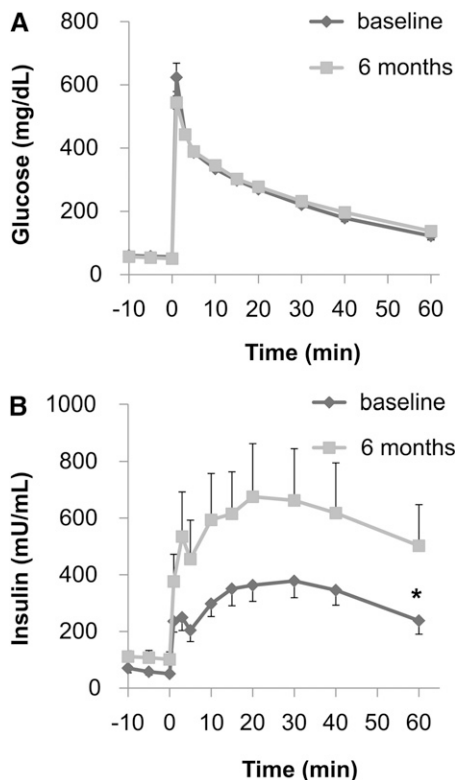 A
800
600
400
200
0
Glucose (mg/dL)
baseline
6 months
-10 0 10 20 30 40 50 60
Time (min)
B
1000
800
600
400
200
0
Insulin (mU/mL)
baseline
6 months
*
-10 0 10 20 30 40 50 60
Time (min)